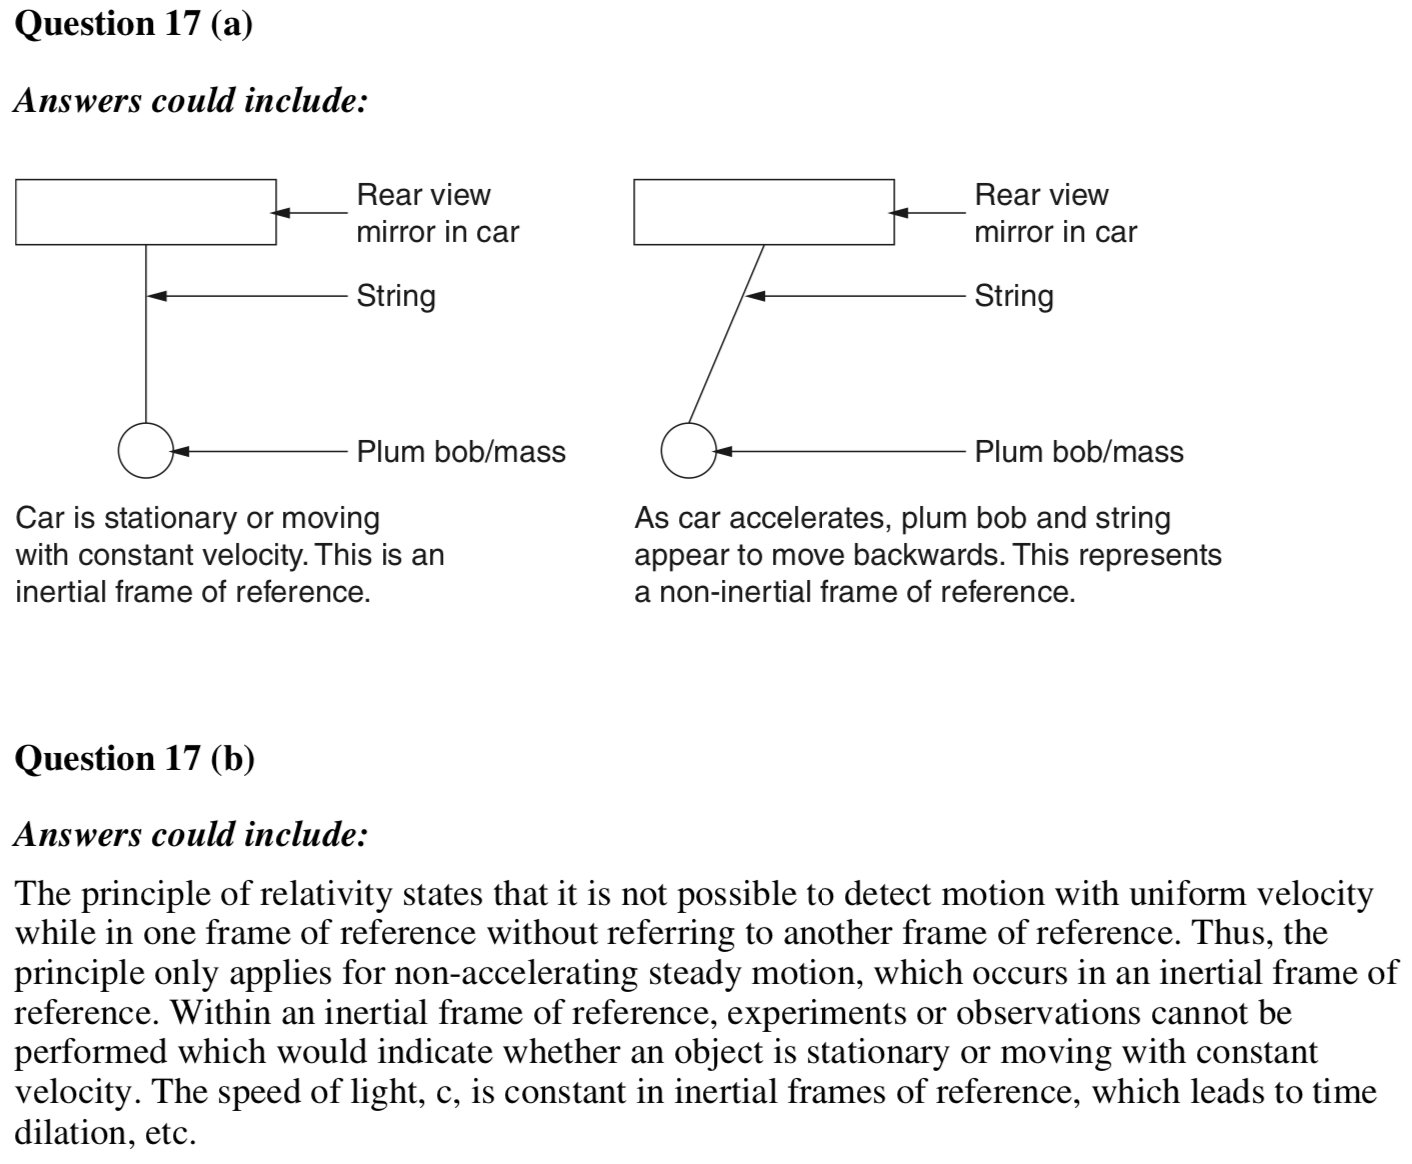 Question 17 (a)
Answers could include:
Rear view
mirror in car
String
Plum bob/mass
Car is stationary or moving
with constant velocity. This is an
inertial frame of reference.
Rear view
mirror in car
String
Plum bob/mass
As car accelerates, plum bob and string
appear to move backwards. This represents
a non-inertial frame of reference.
Question 17 (b)
Answers could include:
The principle of relativity states that it is not possible to detect motion with uniform velocity
while in one frame of reference without referring to another frame of reference. Thus, the
principle only applies for non-accelerating steady motion, which occurs in an inertial frame of
reference. Within an inertial frame of reference, experiments or observations cannot be
performed which would indicate whether an object is stationary or moving with constant
velocity. The speed of light, c, is constant in inertial frames of reference, which leads to time
dilation, etc.